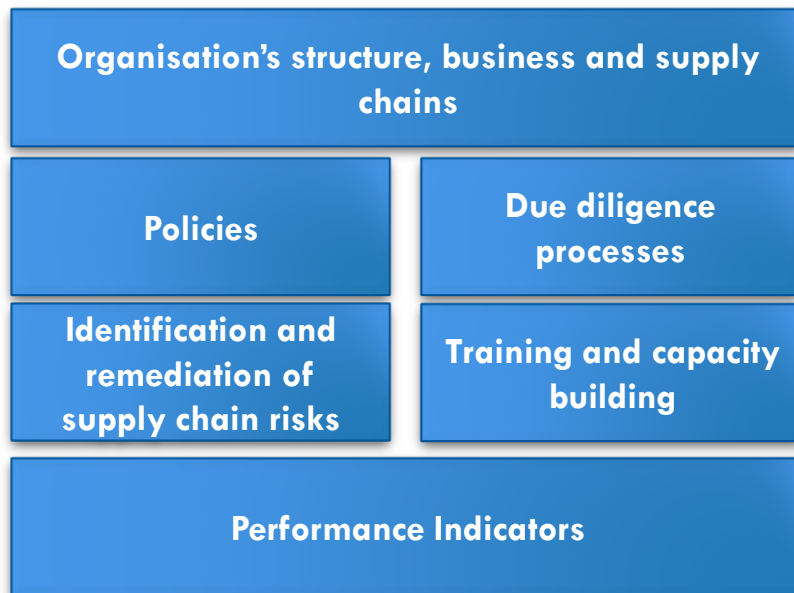 Organisation’s structure, business and supply
chains
Policies
Due diligence
processes
Identification and
remediation of
supply chain risks
Training and capacity
building
Performance Indicators